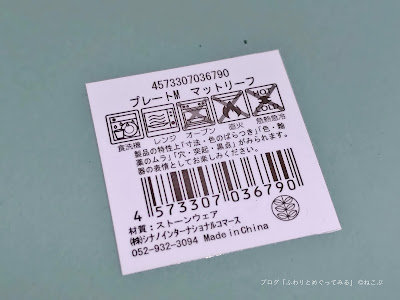 4573307036790
プレートM マットリーフ
HOT
COLD
食洗機 レンジ オーブン 直火 急熱急冷
製品の特性上「寸法・色のばらつき」「色・釉
薬のムラ」「穴・突起・黒点」がみられます。
器の表情としてお楽しみください。
4 573307 036790
材質：ストーンウェア
㈱シナノインターナショナルコマース
052-932-3094 Made in China
ブログ「ふわりとめぐってみる」 ©ねこぷ